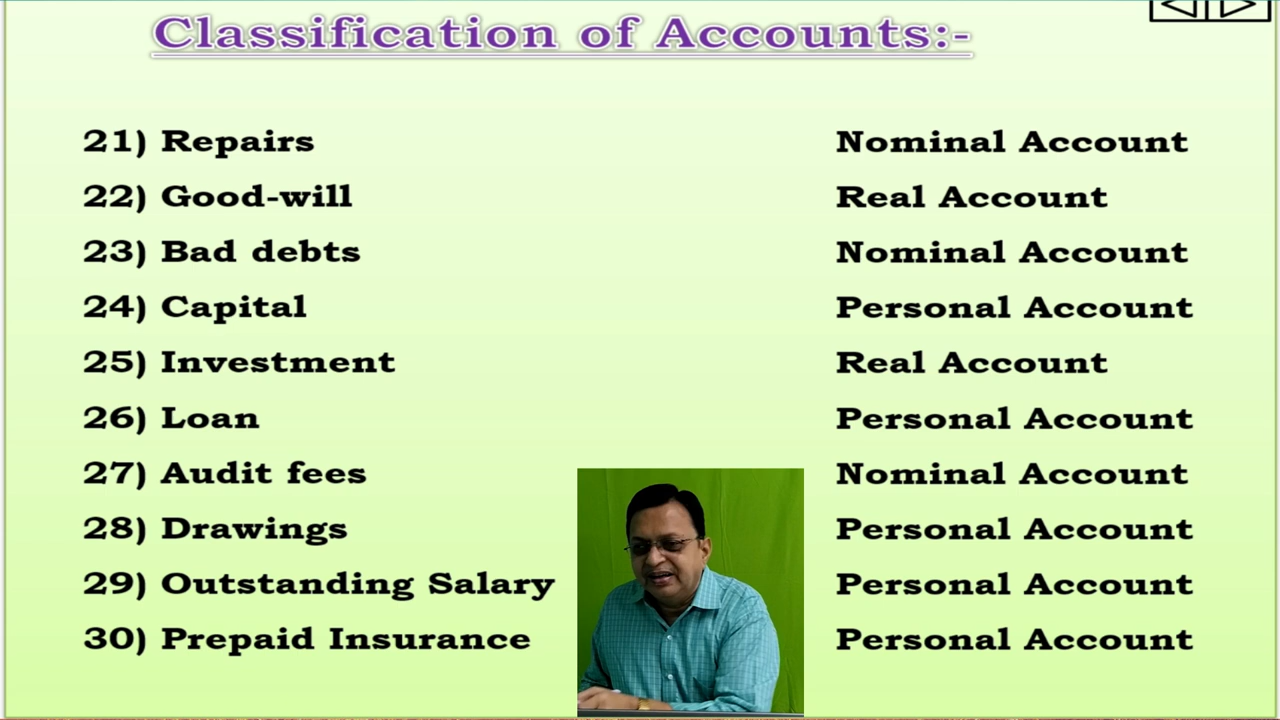 Classification of Accounts:-
21) Repairs Nominal Account
22) Good-will Real Account
23) Bad debts Nominal Account
24) Capital Personal Account
25) Investment Real Account
26) Loan Personal Account
27) Audit fees Nominal Account
28) Drawings Personal Account
29) Outstanding Salary Personal Account
30) Prepaid Insurance Personal Account